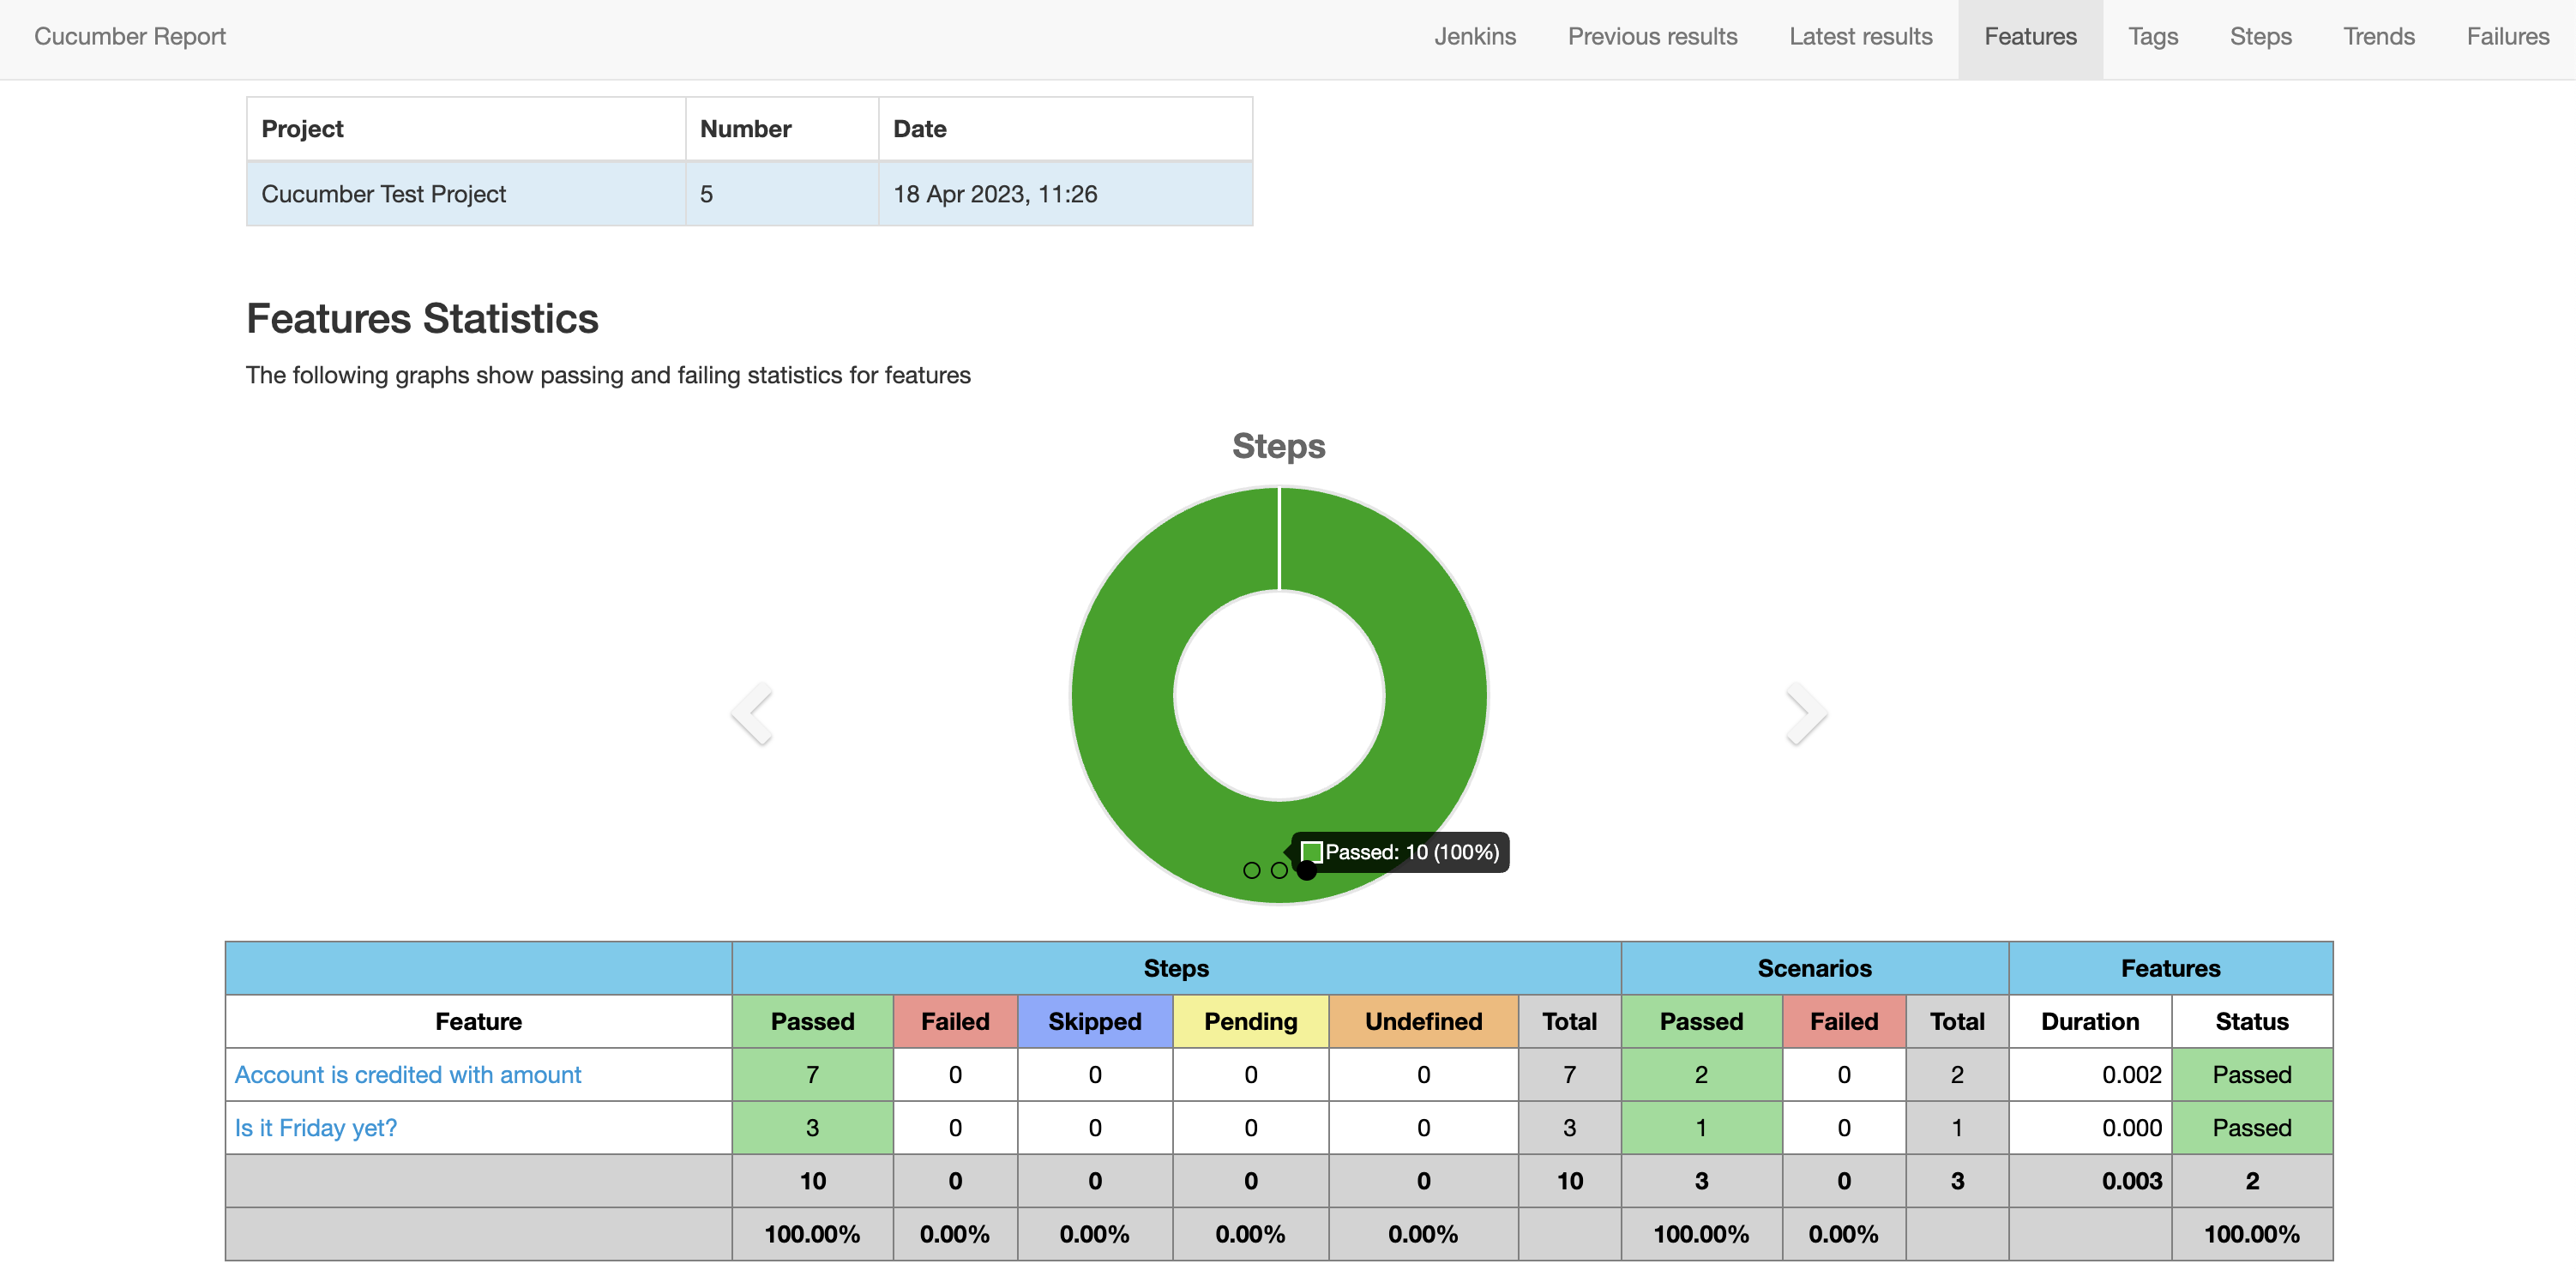 Cucumber Report Jenkins Previous results Latest results Features Tags Steps Trends Failures
Project Number Date
Cucumber Test Project 5 18 Apr 2023, 11:26
Features Statistics
The following graphs show passing and failing statistics for features
Steps
Passed: 10 (100%)
Steps Scenarios Features
Feature Passed Failed Skipped Pending Undefined Total Passed Failed Total Duration Status
Account is credited with amount 7 0 0 0 0 7 2 0 2 0.002 Passed
Is it Friday yet? 3 0 0 0 0 3 1 0 1 0.000 Passed
10 0 0 0 0 10 3 0 3 0.003 2
100.00% 0.00% 0.00% 0.00% 0.00% 100.00% 0.00% 100.00%